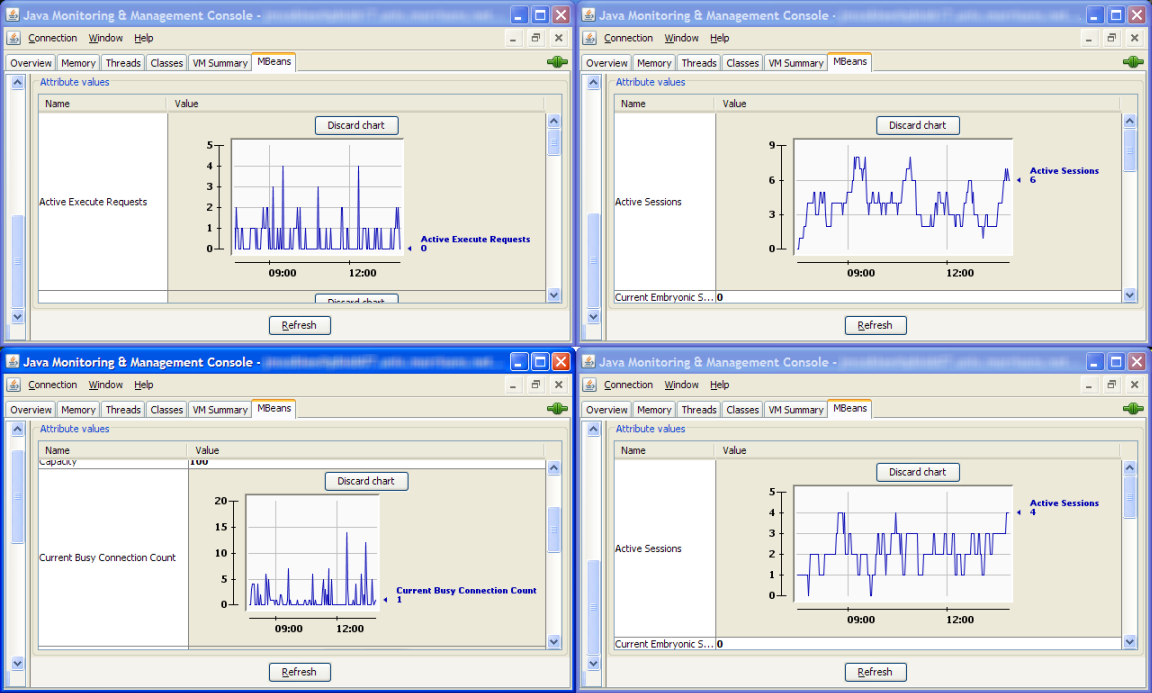 Java Monitoring & Management Console -
Connection Window Help
Overview Memory Threads Classes VM Summary MBeans
Attribute values
Name Value
Discard chart
5
4
3
2
1
0
Active Execute Requests
Active Execute Requests
0
09:00 12:00
Discard chart
Refresh
Java Monitoring & Management Console -
Connection Window Help
Overview Memory Threads Classes VM Summary MBeans
Attribute values
Name Value
Discard chart
9
6
3
0
Active Sessions
Active Sessions
6
09:00 12:00
Current Embryonic S... 0
Refresh
Java Monitoring & Management Console -
Connection Window Help
Overview Memory Threads Classes VM Summary MBeans
Attribute values
Name Value
Capacity 100
Discard chart
20
15
10
5
0
Current Busy Connection Count
Current Busy Connection Count
1
09:00 12:00
Refresh
Java Monitoring & Management Console -
Connection Window Help
Overview Memory Threads Classes VM Summary MBeans
Attribute values
Name Value
Discard chart
5
4
3
2
1
0
Active Sessions
Active Sessions
4
09:00 12:00
Current Embryonic S... 0
Refresh